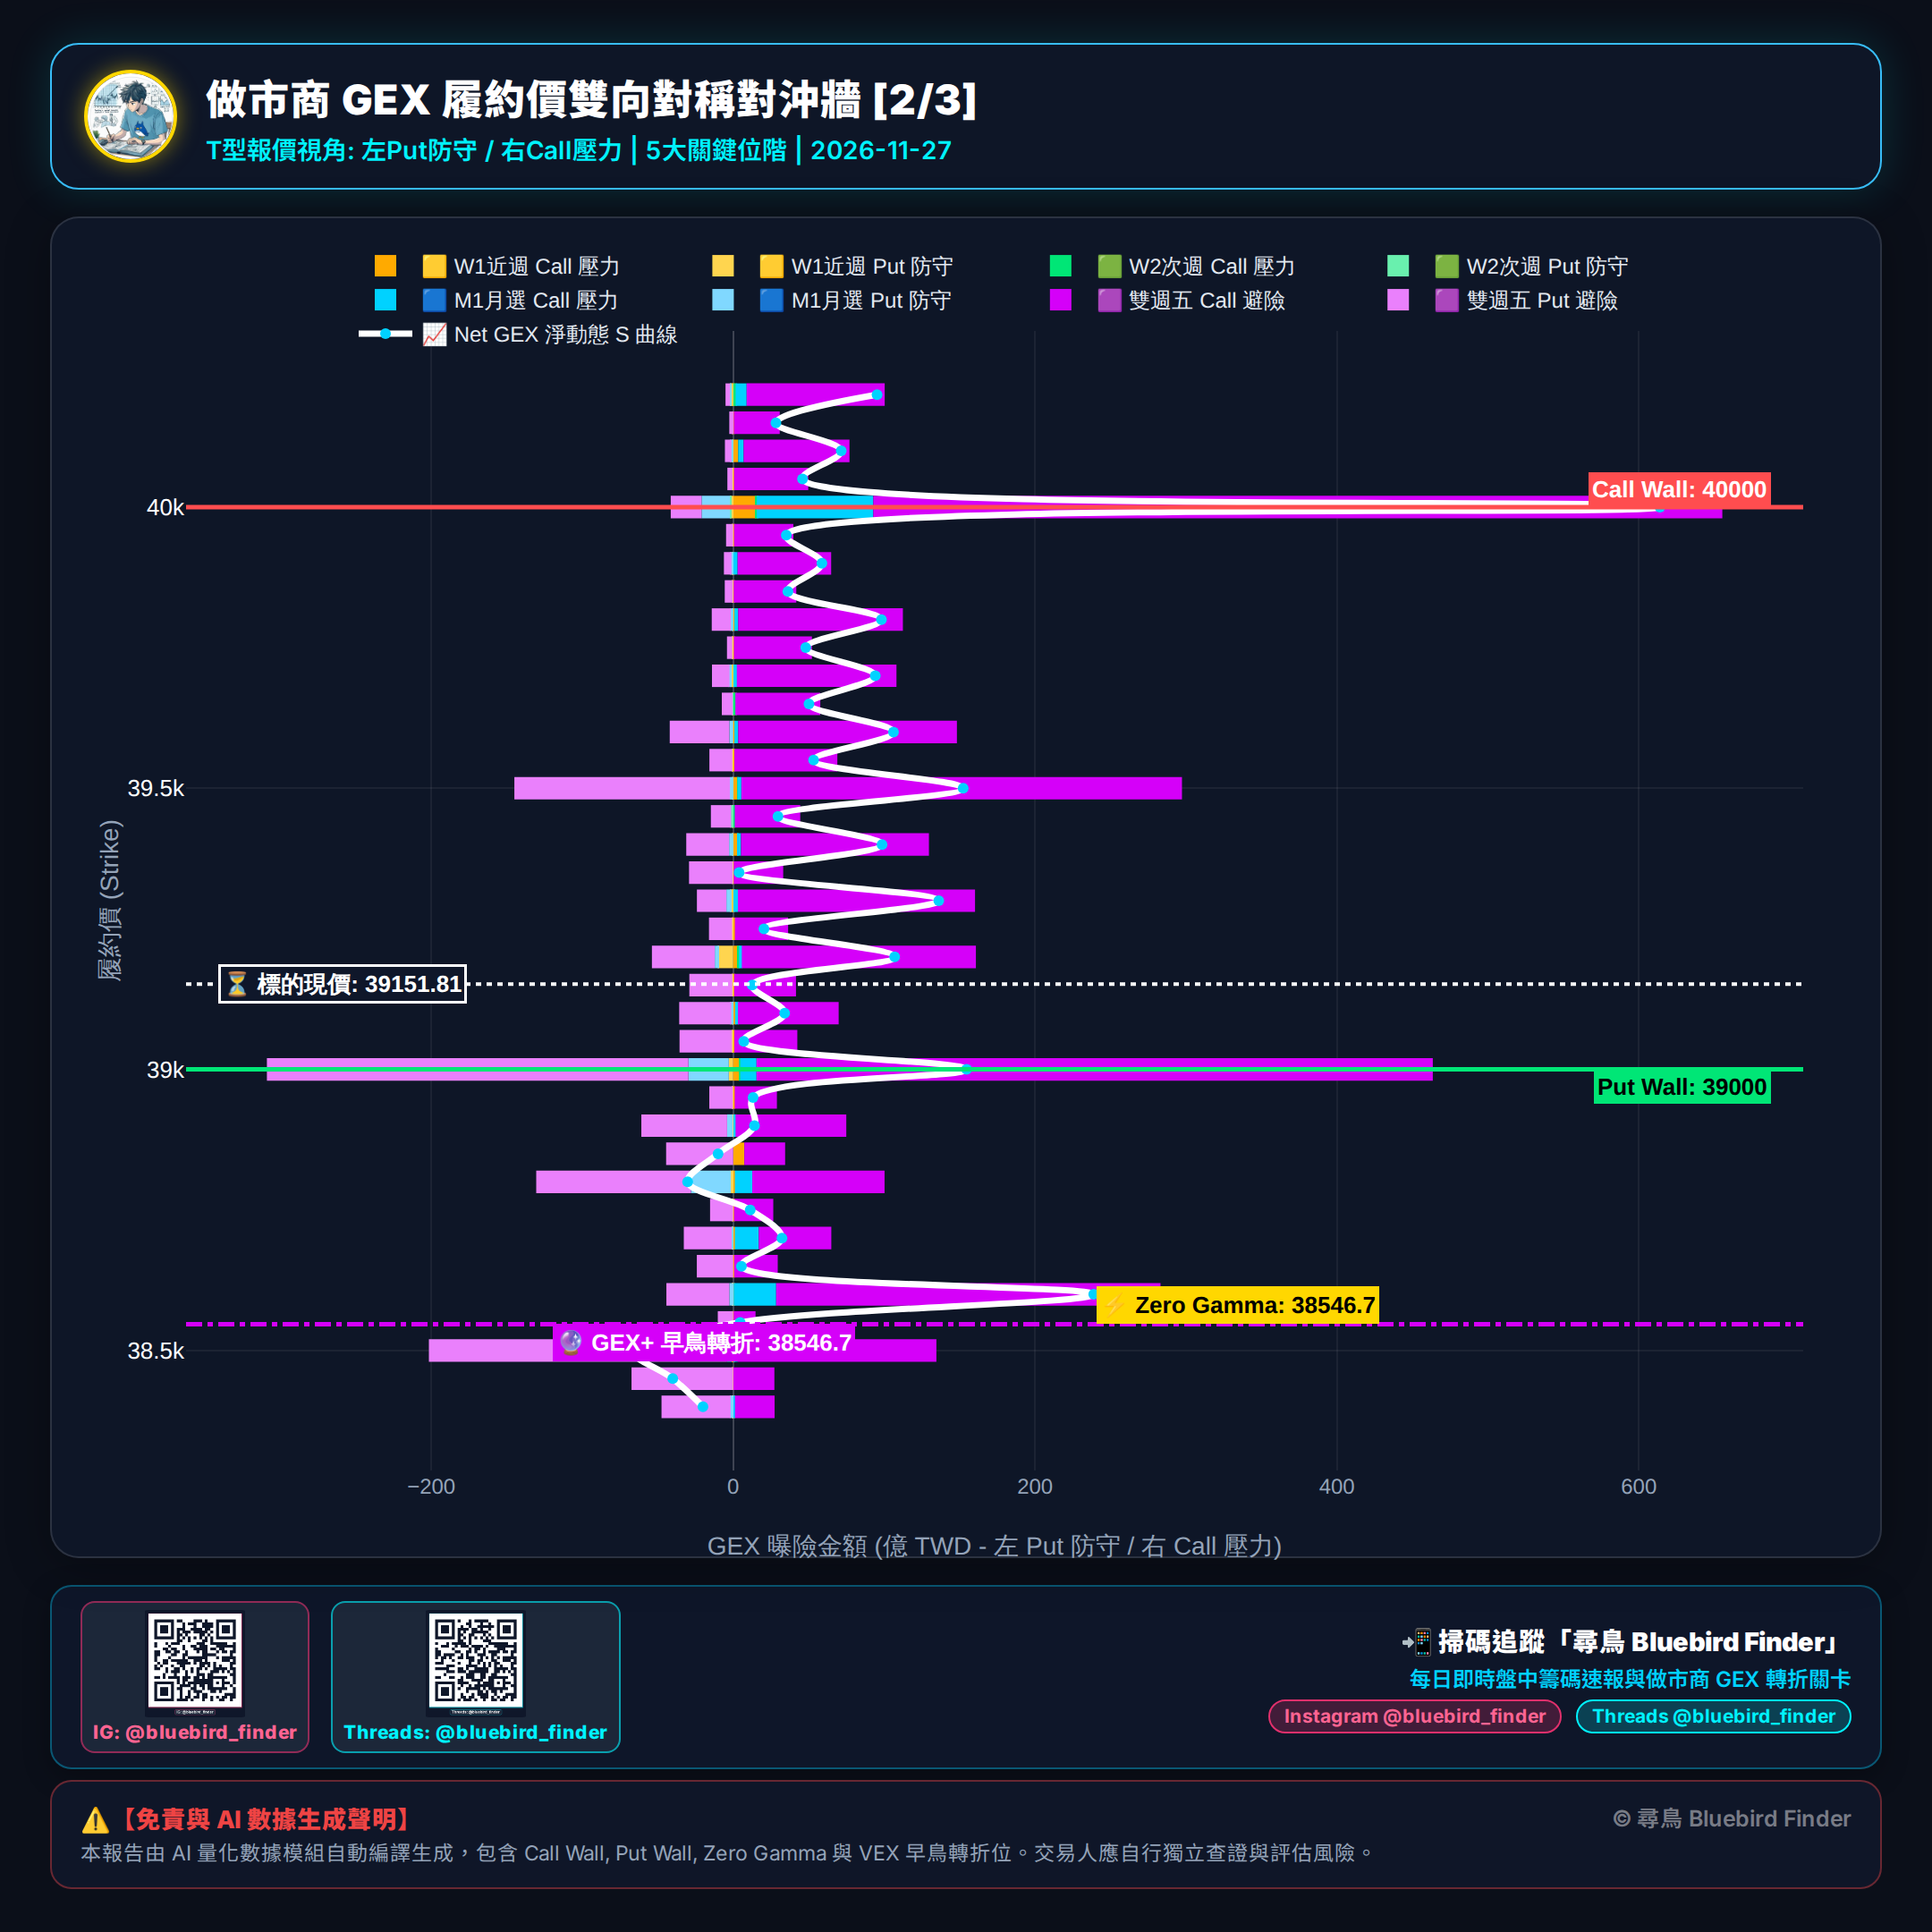 做市商 GEX 履約價雙向對稱對沖牆 [2/3]
T型報價視角: 左Put防守 / 右Call壓力 | 5大關鍵位階 | 2026-11-27
W1近週 Call 壓力
W1近週 Put 防守
W2次週 Call 壓力
W2次週 Put 防守
M1月選 Call 壓力
M1月選 Put 防守
雙週五 Call 避險
雙週五 Put 避險
Net GEX 淨動態 S 曲線
Call Wall: 40000
40k
39.5k
履約價 (Strike)
標的現價: 39151.81
39k
Put Wall: 39000
Zero Gamma: 38546.7
GEX+ 早鳥轉折: 38546.7
38.5k
−200
0
200
400
600
GEX 曝險金額 (億 TWD - 左 Put 防守 / 右 Call 壓力)
IG: @bluebird_finder
Threads: @bluebird_finder
IG: @bluebird_finder
Threads: @bluebird_finder
掃碼追蹤「尋鳥 Bluebird Finder」
每日即時盤中籌碼速報與做市商 GEX 轉折關卡
Instagram @bluebird_finder
Threads @bluebird_finder
【免責與 AI 數據生成聲明】
© 尋鳥 Bluebird Finder
本報告由 AI 量化數據模組自動編譯生成，包含 Call Wall, Put Wall, Zero Gamma 與 VEX 早鳥轉折位。交易人應自行獨立查證與評估風險。